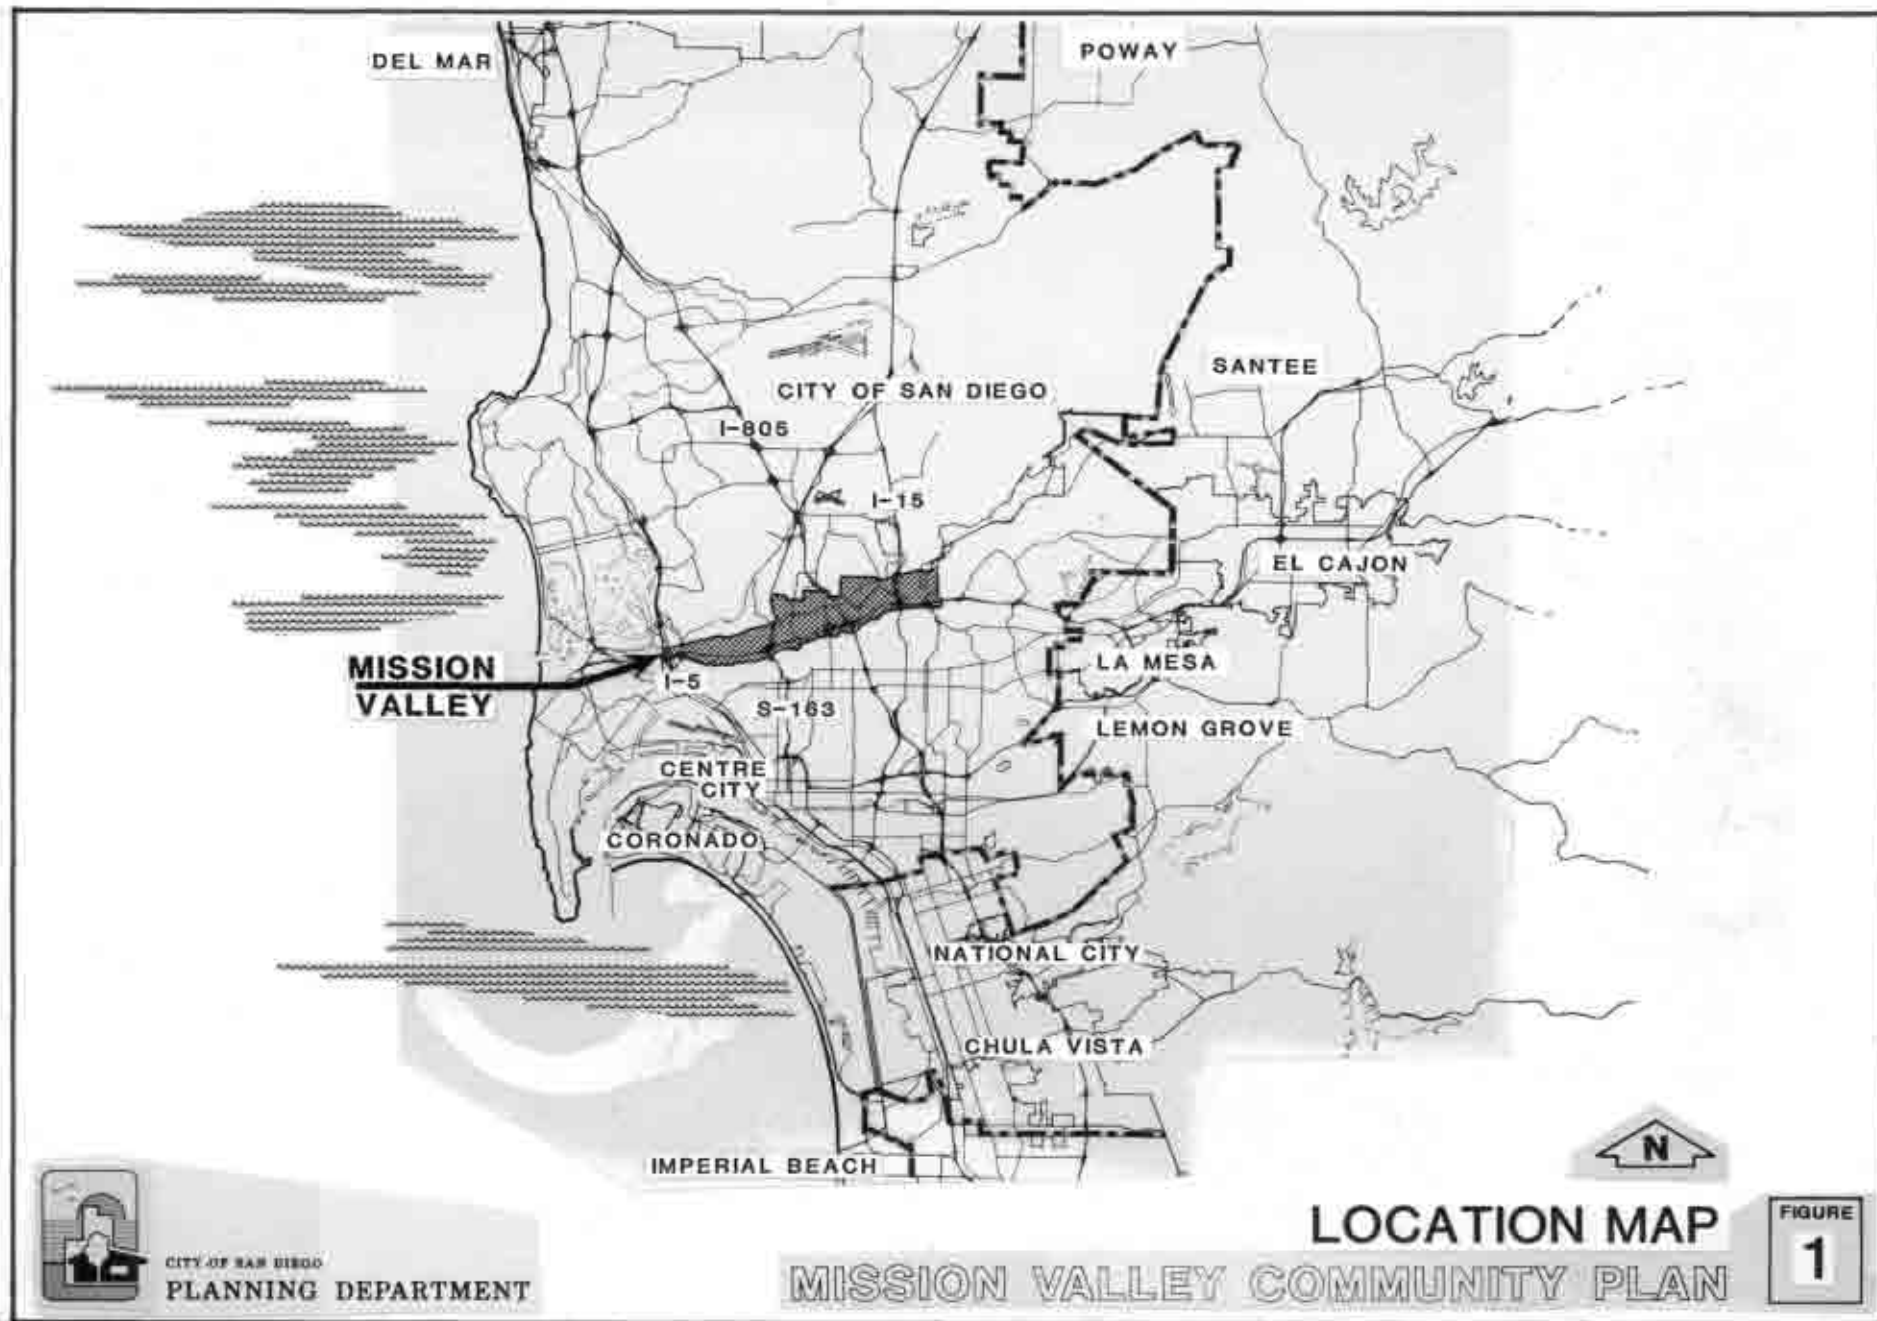 DEL MAR
POWAY
SANTEE
CITY OF SAN DIEGO
I-805
I-15
EL CAJON
MISSION
VALLEY
LA MESA
I-5
S-163
LEMON GROVE
CENTRE
CITY
CORONADO
NATIONAL CITY
CHULA VISTA
IMPERIAL BEACH
N
LOCATION MAP
FIGURE
1
CITY OF SAN DIEGO
PLANNING DEPARTMENT
MISSION VALLEY COMMUNITY PLAN